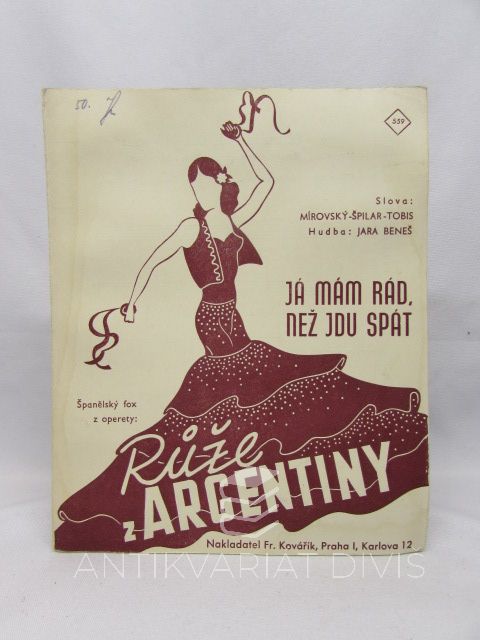 50.
559
Slova:
MÍROVSKÝ-ŠPILAR-TOBIS
Hudba: JARA BENEŠ
JÁ MÁM RÁD,
NEŽ JDU SPÁT
Španělský fox
z operety:
Růže
z ARGENTINY
Nakladatel Fr. Kovářík, Praha I, Karlova 12
ANTIKVARIÁT DIVIŠ